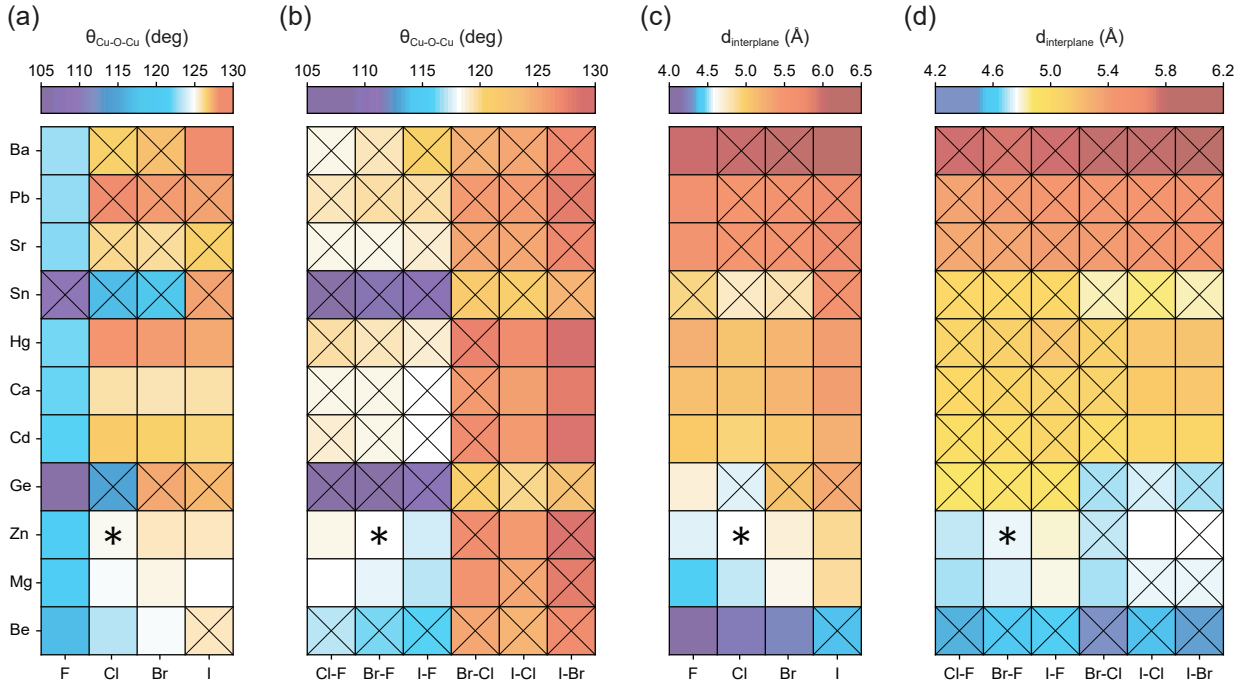 (a) (b) (c) (d)
θCu-O-Cu (deg) θCu-O-Cu (deg) dinterplane (Å) dinterplane (Å)
105 110 115 120 125 130 105 110 115 120 125 130 4.0 4.5 5.0 5.5 6.0 6.5 4.2 4.6 5.0 5.4 5.8 6.2
Ba
Pb
Sr
Sn
Hg
Ca
Cd
Ge
Zn * * * *
Mg
Be
F Cl Br I Cl-F Br-F I-F Br-Cl I-Cl I-Br F Cl Br I Cl-F Br-F I-F Br-Cl I-Cl I-Br